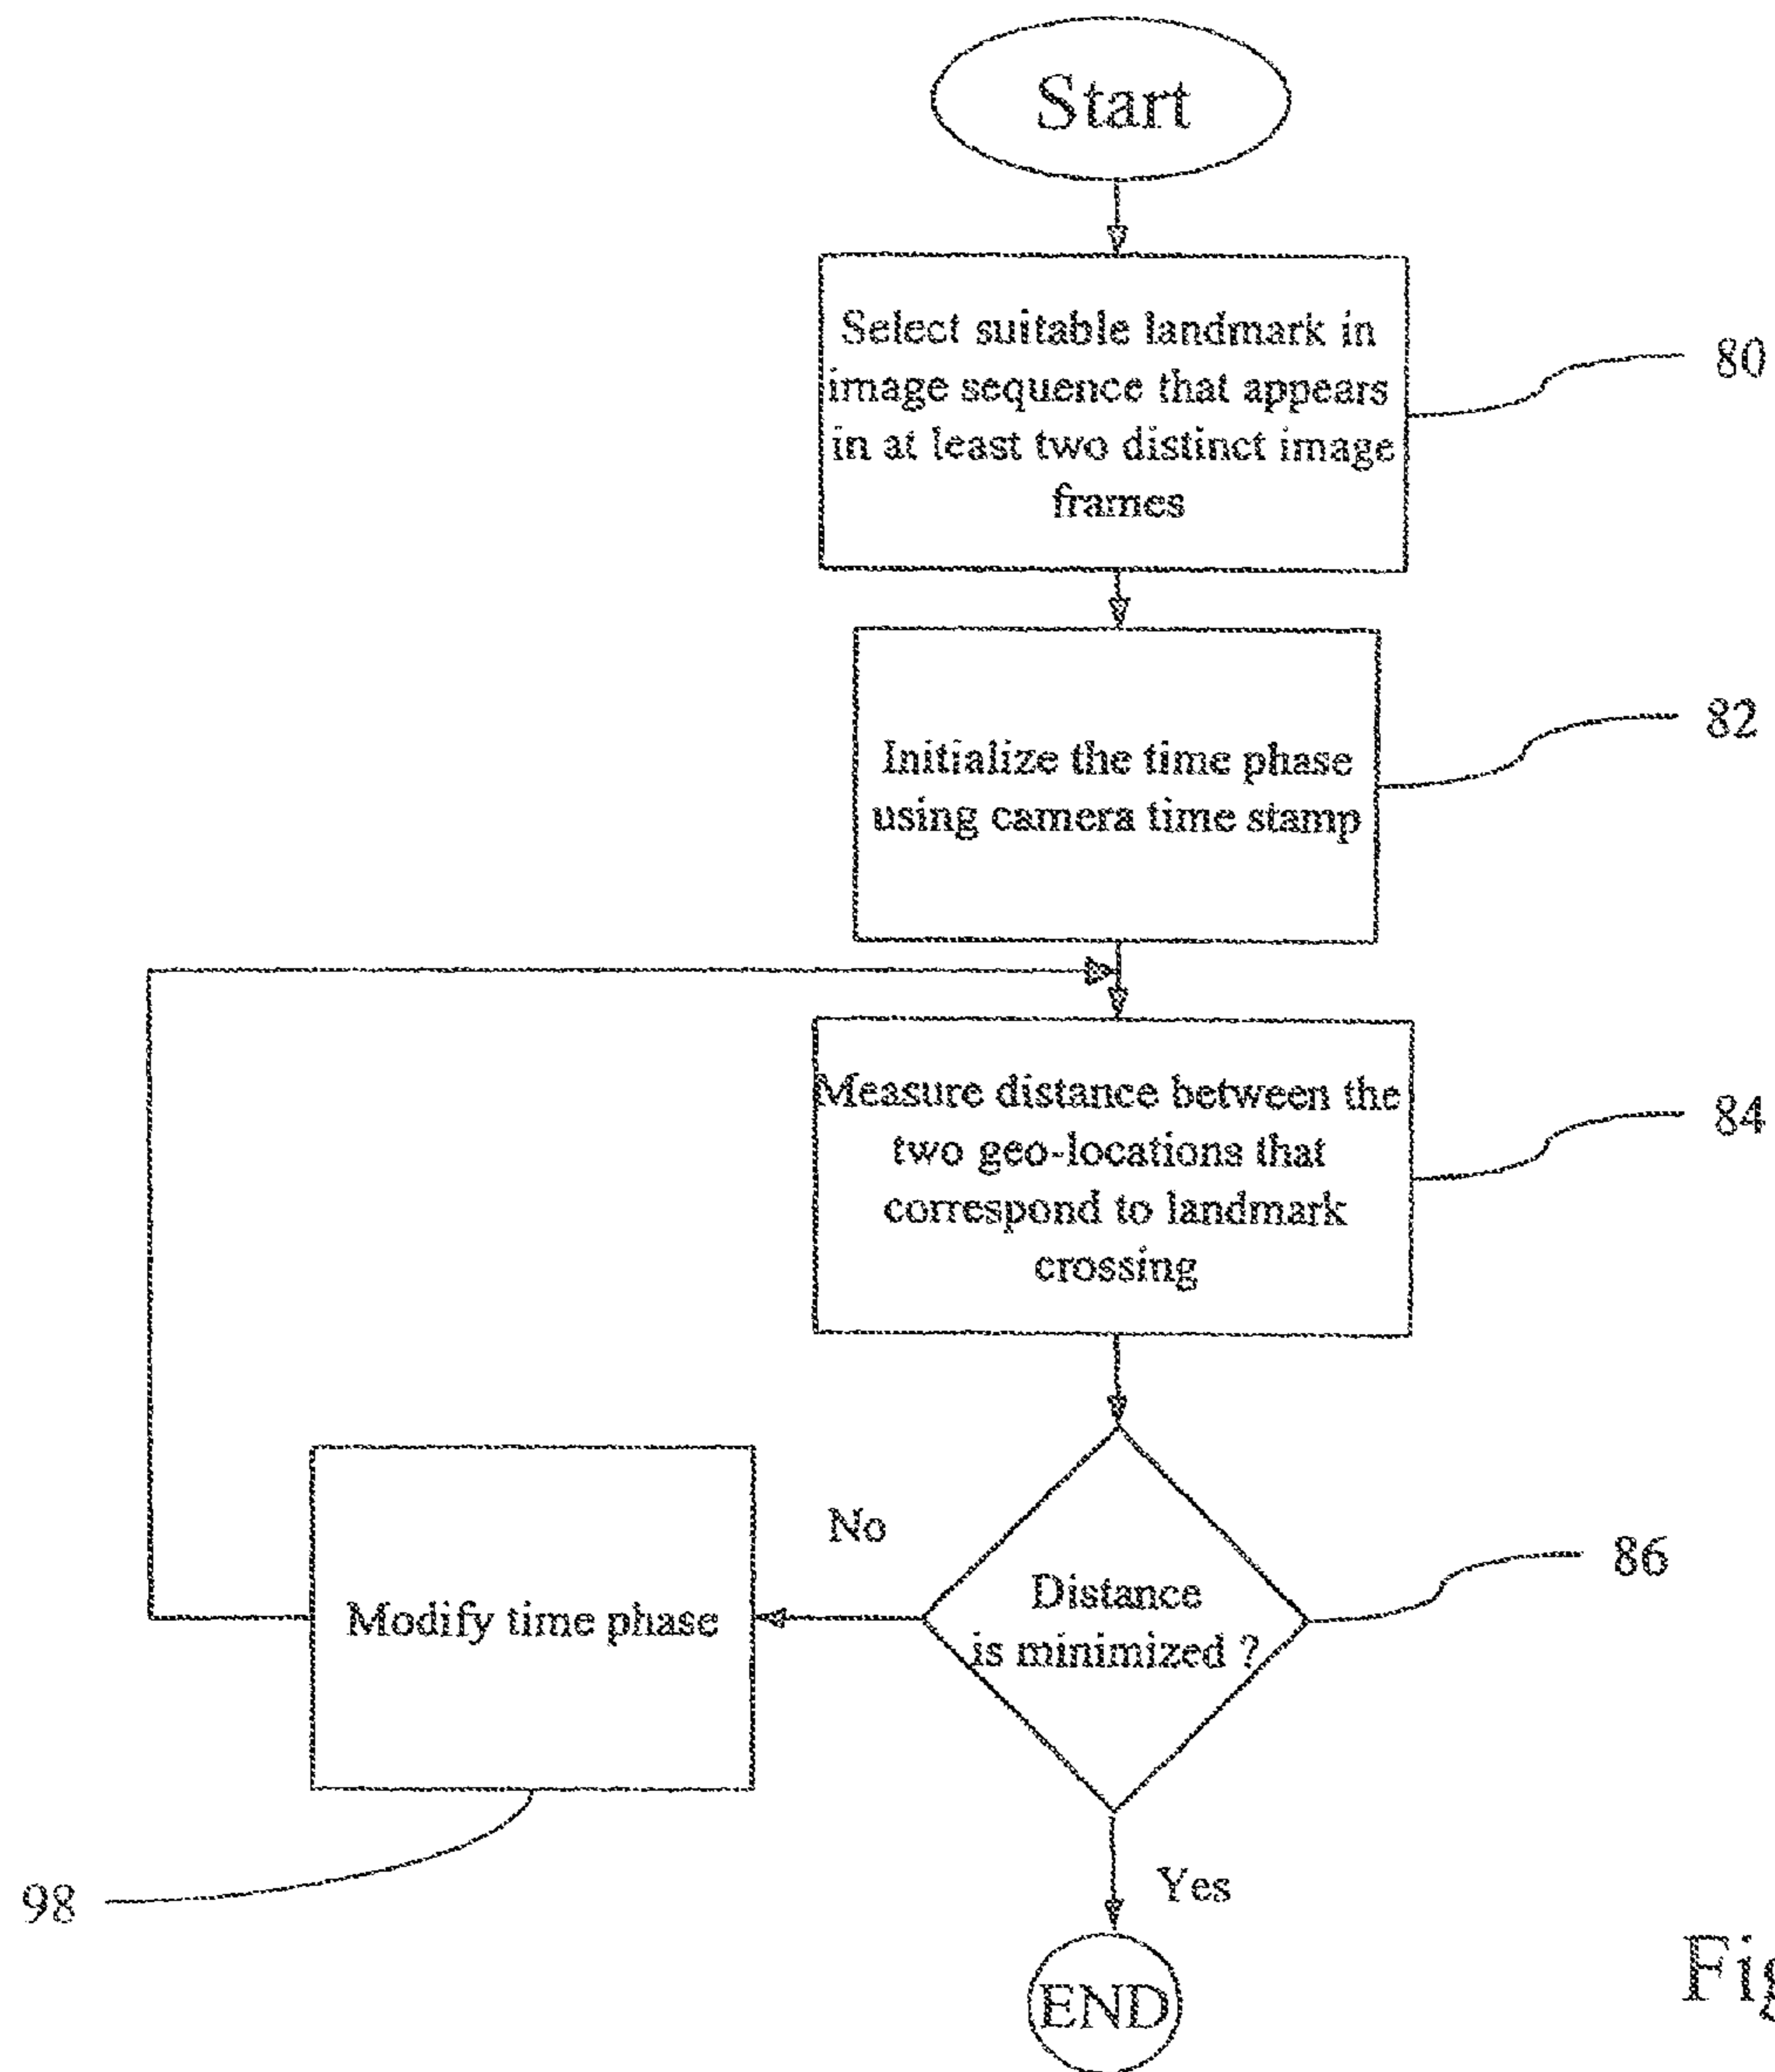 Start
Select suitable landmark in
image sequence that appears
in at least two distinct image
frames
80
Initialize the time phase
using camera time stamp
82
Measure distance between the
two geo-locations that
correspond to landmark
crossing
84
No
Modify time phase
Distance
is minimized ?
86
98
Yes
END